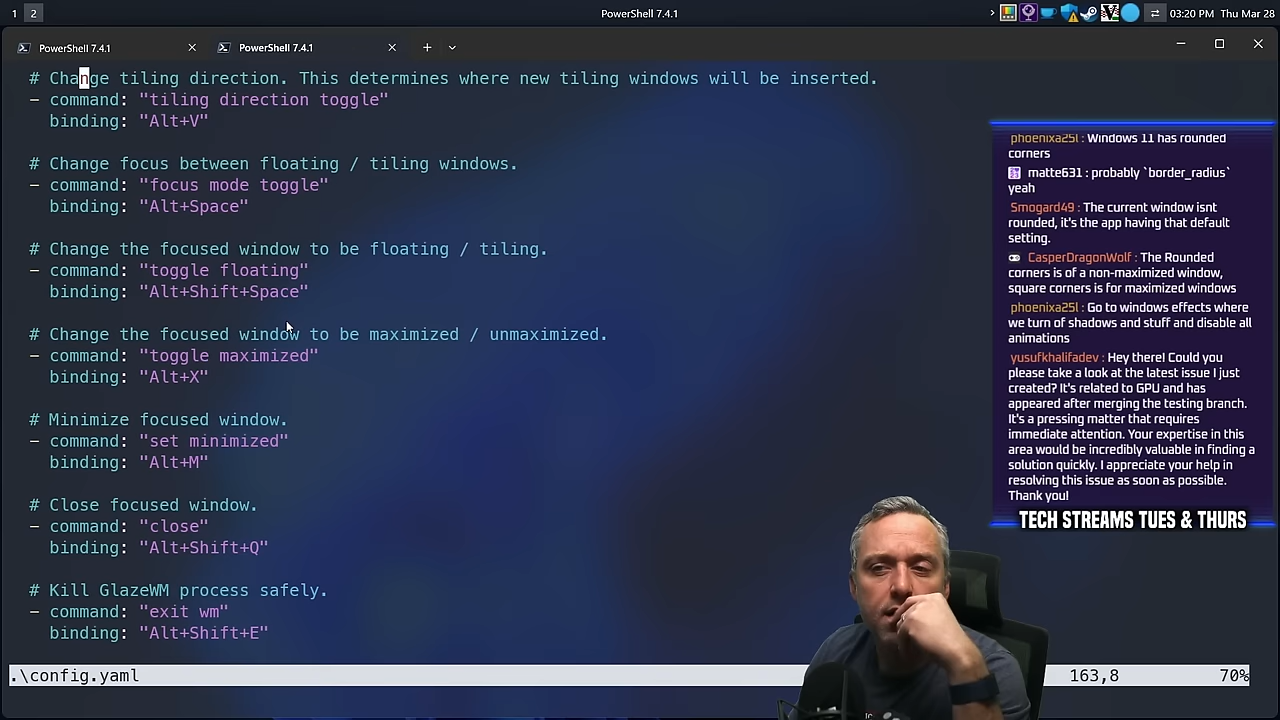 1 2
PowerShell 7.4.1
03:20 PM Thu Mar 28
PowerShell 7.4.1
PowerShell 7.4.1
# Change tiling direction. This determines where new tiling windows will be inserted.
- command: "tiling direction toggle"
binding: "Alt+V"
# Change focus between floating / tiling windows.
- command: "focus mode toggle"
binding: "Alt+Space"
# Change the focused window to be floating / tiling.
- command: "toggle floating"
binding: "Alt+Shift+Space"
# Change the focused window to be maximized / unmaximized.
- command: "toggle maximized"
binding: "Alt+X"
# Minimize focused window.
- command: "set minimized"
binding: "Alt+M"
# Close focused window.
- command: "close"
binding: "Alt+Shift+Q"
# Kill GlazeWM process safely.
- command: "exit wm"
binding: "Alt+Shift+E"
.\config.yaml
163,8
70%
phoenixa25l : Windows 11 has rounded
corners
matte631 : probably `border_radius`
yeah
Smogard49 : The current window isnt
rounded, it's the app having that default
setting.
CasperDragonWolf : The Rounded
corners is of a non-maximized window,
square corners is for maximized windows
phoenixa25l : Go to windows effects where
we turn of shadows and stuff and disable all
animations
yusufkhalifadev : Hey there! Could you
please take a look at the latest issue I just
created? It's related to GPU and has
appeared after merging the testing branch.
It's a pressing matter that requires
immediate attention. Your expertise in this
area would be incredibly valuable in finding a
solution quickly. I appreciate your help in
resolving this issue as soon as possible.
Thank you!
TECH STREAMS TUES & THURS